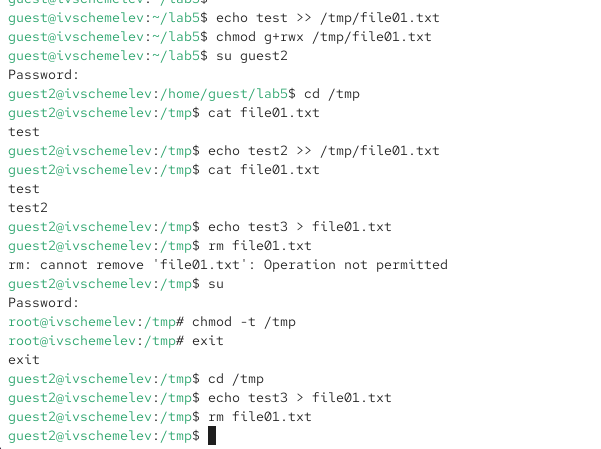 guest@ivschemelev:~/lab5$
guest@ivschemelev:~/lab5$ echo test >> /tmp/file01.txt
guest@ivschemelev:~/lab5$ chmod g+rwx /tmp/file01.txt
guest@ivschemelev:~/lab5$ su guest2
Password:
guest2@ivschemelev:/home/guest/lab5$ cd /tmp
guest2@ivschemelev:/tmp$ cat file01.txt
test
guest2@ivschemelev:/tmp$ echo test2 >> /tmp/file01.txt
guest2@ivschemelev:/tmp$ cat file01.txt
test
test2
guest2@ivschemelev:/tmp$ echo test3 > file01.txt
guest2@ivschemelev:/tmp$ rm file01.txt
rm: cannot remove 'file01.txt': Operation not permitted
guest2@ivschemelev:/tmp$ su
Password:
root@ivschemelev:/tmp# chmod -t /tmp
root@ivschemelev:/tmp# exit
exit
guest2@ivschemelev:/tmp$ cd /tmp
guest2@ivschemelev:/tmp$ echo test3 > file01.txt
guest2@ivschemelev:/tmp$ rm file01.txt
guest2@ivschemelev:/tmp$